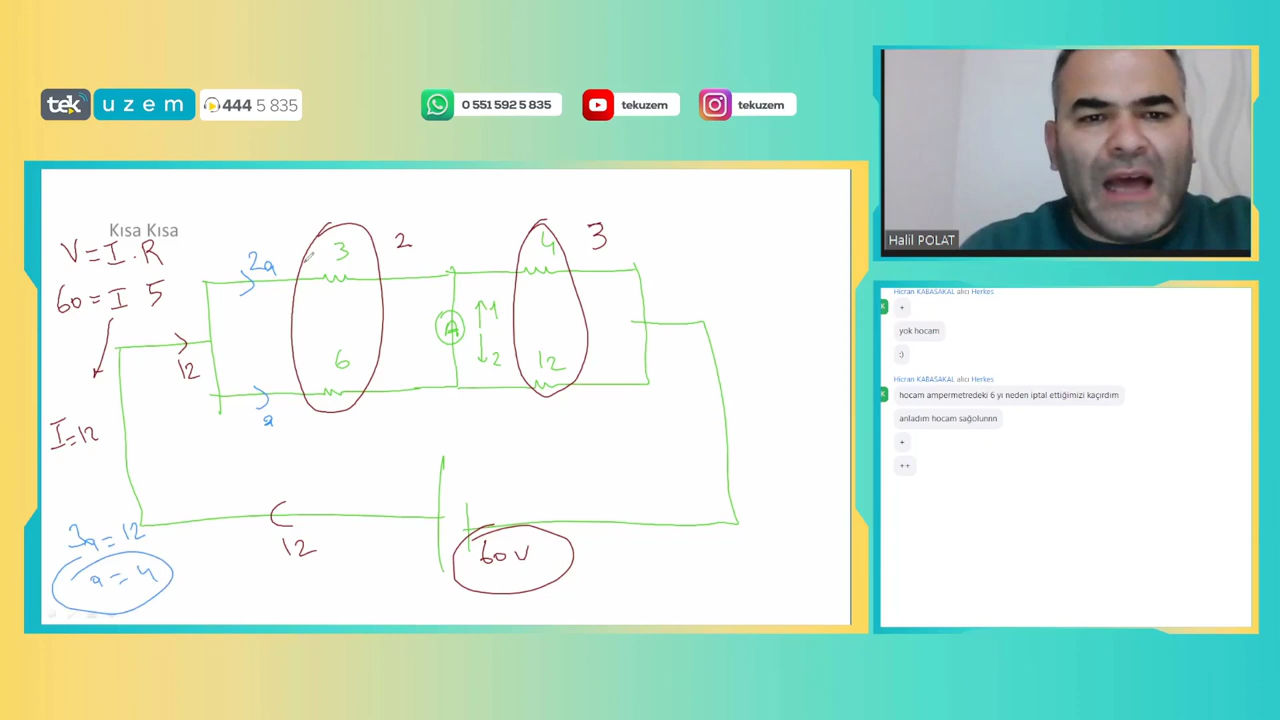 tek uzem 444 5 835
0 551 592 5 835
tekuzem
tekuzem
Kısa Kısa
V = I . R
60 = I 5
I = 12
3a = 12
a = 4
12
2a
a
3
6
2
A
↑1
↓2
4
12
3
12
60 V
Halil POLAT
Hicran KABASAKAL alıcı Herkes
K
+
yok hocam
:)
Hicran KABASAKAL alıcı Herkes
K
hocam ampermetredeki 6 yı neden iptal ettiğimizi kaçırdım
anladım hocam sağolunnn
+
++